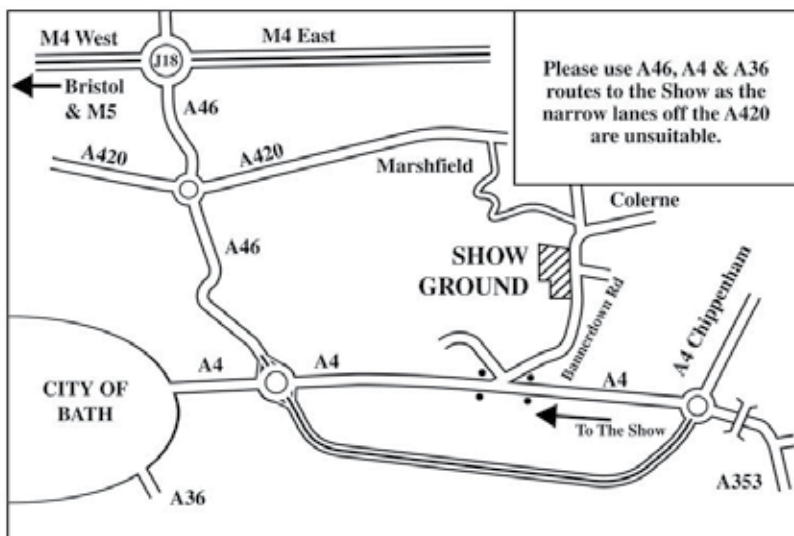 M4 West
M4 East
J18
Bristol
& M5
A46
Please use A46, A4 & A36
routes to the Show as the
narrow lanes off the A420
are unsuitable.
A420
A420
Marshfield
Colerne
A46
SHOW
GROUND
Bannerdown Rd
A4 Chippenham
A4
A4
A4
CITY OF
BATH
To The Show
A36
A353